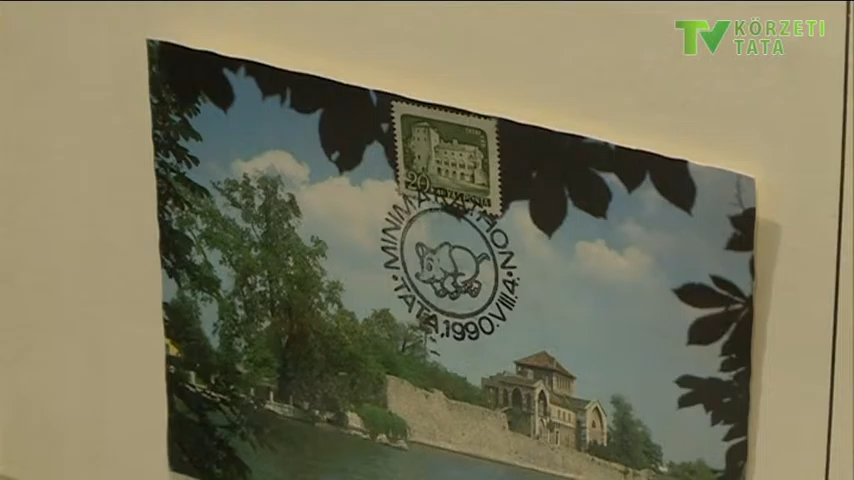 TV KÖRZETI
TATA
20
MINIMARATHON
TATA, 1990.VIII.4.